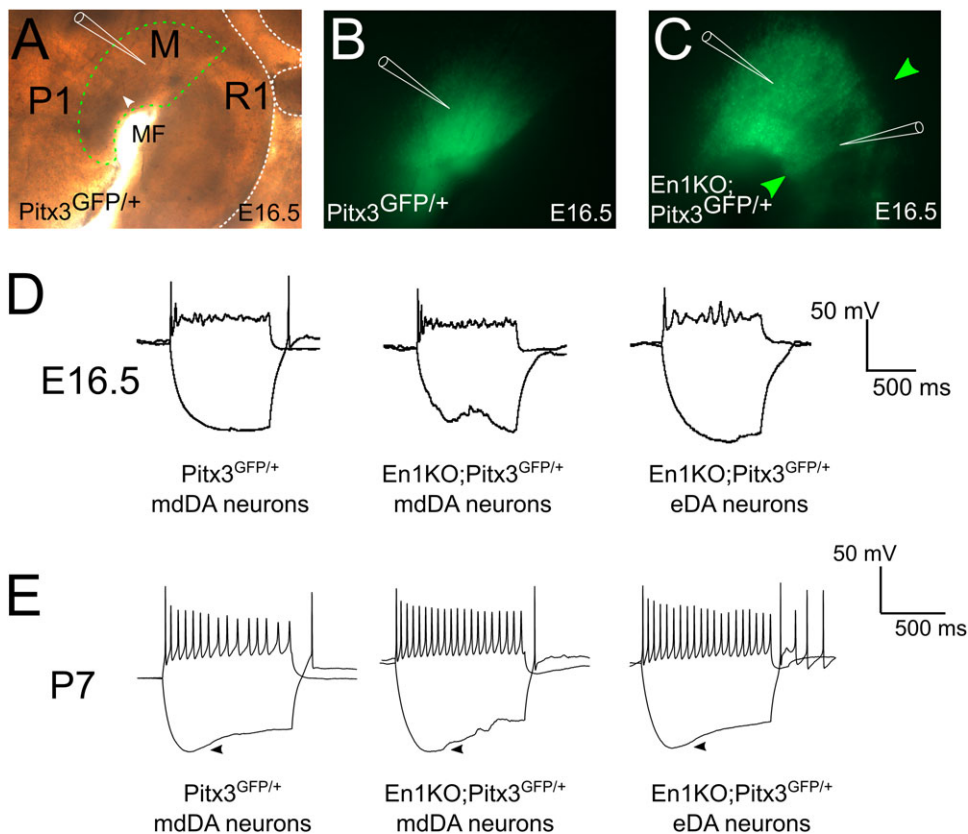 A
M
P1
R1
MF
Pitx3GFP/+
E16.5
B
Pitx3GFP/+
E16.5
C
En1KO;
Pitx3GFP/+
E16.5
D
50 mV
500 ms
E16.5
Pitx3GFP/+
mdDA neurons
En1KO;Pitx3GFP/+
mdDA neurons
En1KO;Pitx3GFP/+
eDA neurons
E
50 mV
500 ms
P7
Pitx3GFP/+
mdDA neurons
En1KO;Pitx3GFP/+
mdDA neurons
En1KO;Pitx3GFP/+
eDA neurons